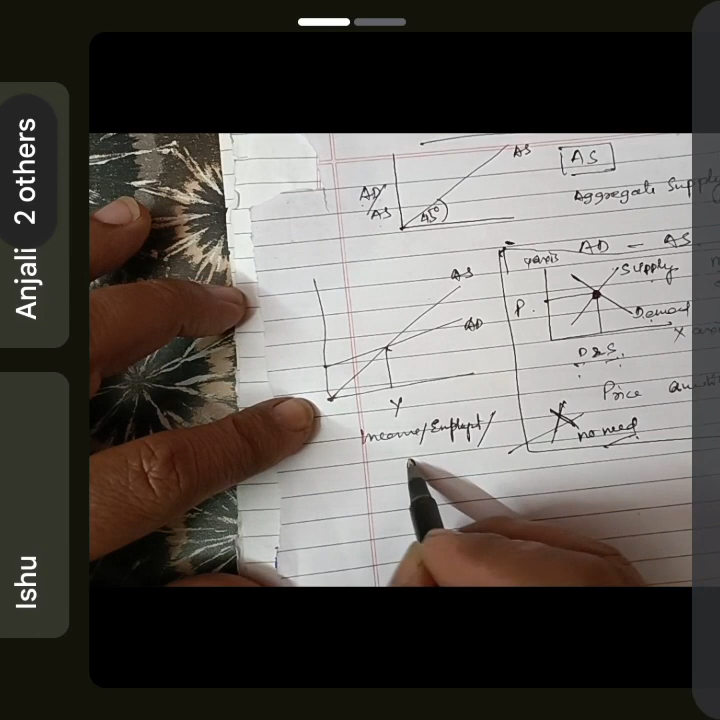 AS
AS
AD/
AS
45°
Aggregate Supply
AD - AS
y axis
Supply
P.
Demand
X
D & S.
Price
no need
AS
AD
Y
Income/Emplyt/
Anjali 2 others
Ishu